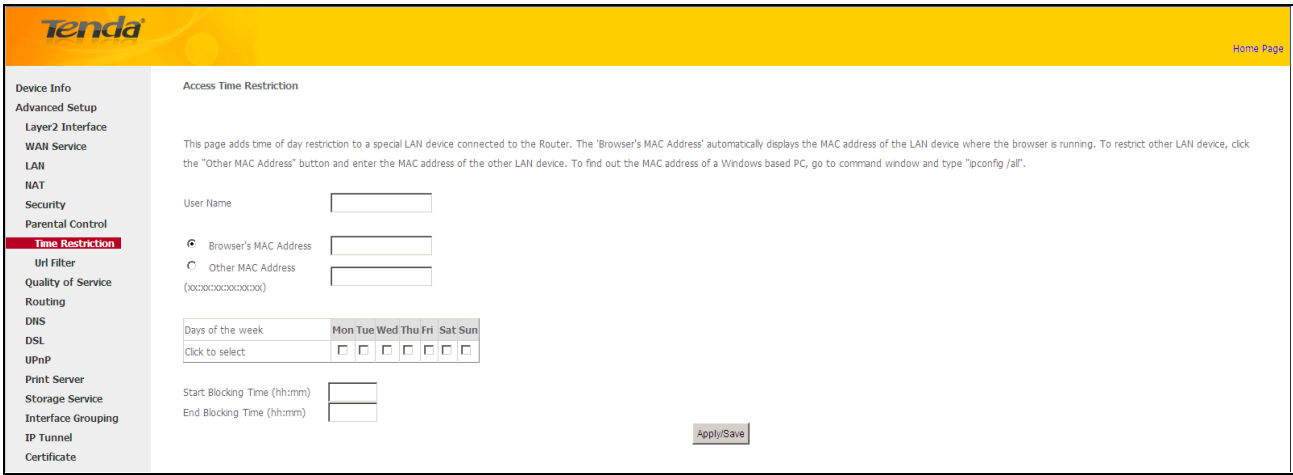 Tenda
Home Page
Device Info
Advanced Setup
Layer2 Interface
WAN Service
LAN
NAT
Security
Parental Control
Time Restriction
Url Filter
Quality of Service
Routing
DNS
DSL
UPnP
Print Server
Storage Service
Interface Grouping
IP Tunnel
Certificate
Access Time Restriction
This page adds time of day restriction to a special LAN device connected to the Router. The 'Browser's MAC Address' automatically displays the MAC address of the LAN device where the browser is running. To restrict other LAN device, click
the "Other MAC Address" button and enter the MAC address of the other LAN device. To find out the MAC address of a Windows based PC, go to command window and type "ipconfig /all".
User Name
Browser's MAC Address
Other MAC Address
(xx:xx:xx:xx:xx:xx)
Days of the week Mon Tue Wed Thu Fri Sat Sun
Click to select
Start Blocking Time (hh:mm)
End Blocking Time (hh:mm)
Apply/Save